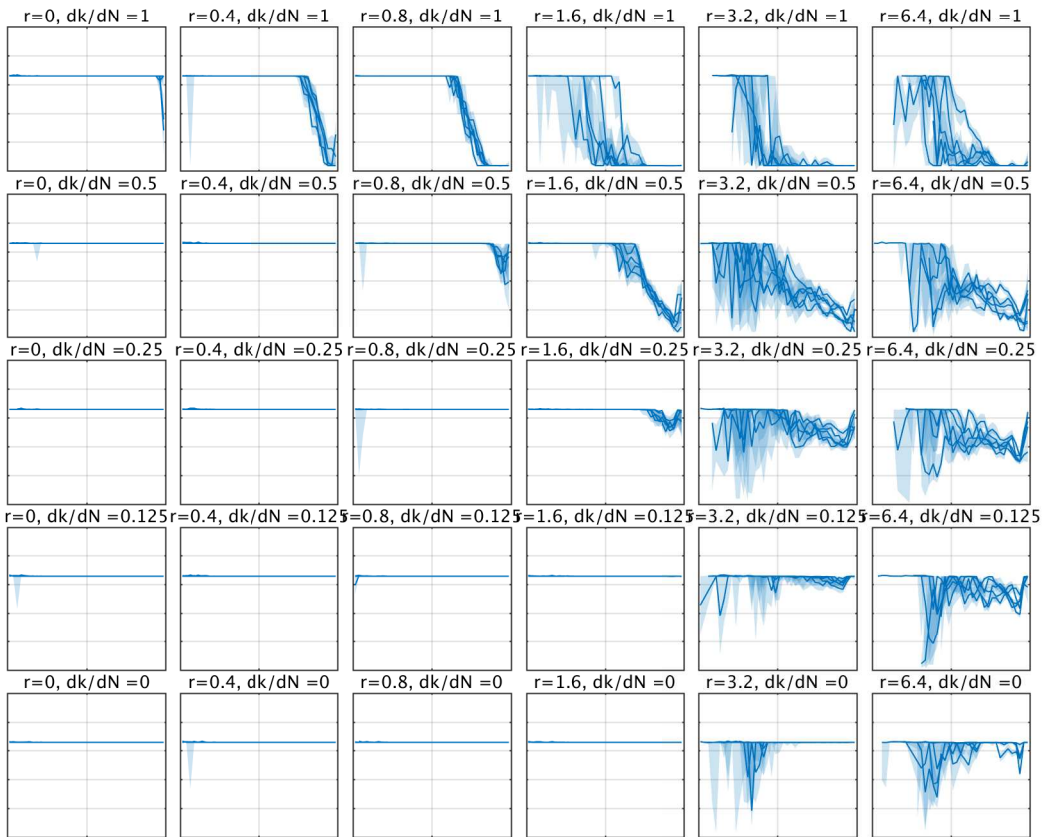 r=0, dk/dN =1
r=0.4, dk/dN =1
r=0.8, dk/dN =1
r=1.6, dk/dN =1
r=3.2, dk/dN =1
r=6.4, dk/dN =1
r=0, dk/dN =0.5
r=0.4, dk/dN =0.5
r=0.8, dk/dN =0.5
r=1.6, dk/dN =0.5
r=3.2, dk/dN =0.5
r=6.4, dk/dN =0.5
r=0, dk/dN =0.25
r=0.4, dk/dN =0.25
r=0.8, dk/dN =0.25
r=1.6, dk/dN =0.25
r=3.2, dk/dN =0.25
r=6.4, dk/dN =0.25
r=0, dk/dN =0.125
r=0.4, dk/dN =0.125
r=0.8, dk/dN =0.125
r=1.6, dk/dN =0.125
r=3.2, dk/dN =0.125
r=6.4, dk/dN =0.125
r=0, dk/dN =0
r=0.4, dk/dN =0
r=0.8, dk/dN =0
r=1.6, dk/dN =0
r=3.2, dk/dN =0
r=6.4, dk/dN =0